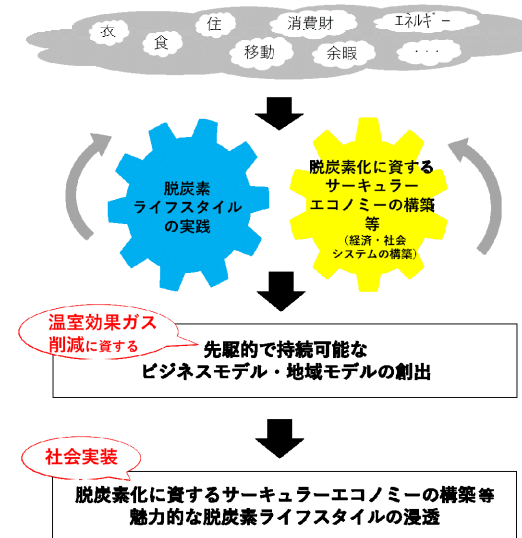 衣
食
住
消費財
エネルギー
移動
余暇
・・・
脱炭素
ライフスタイル
の実践
脱炭素化に資する
サーキュラー
エコノミーの構築
等
(経済・社会
システムの構築)
温室効果ガス
削減に資する
先駆的で持続可能な
ビジネスモデル・地域モデルの創出
社会実装
脱炭素化に資するサーキュラーエコノミーの構築等
魅力的な脱炭素ライフスタイルの浸透